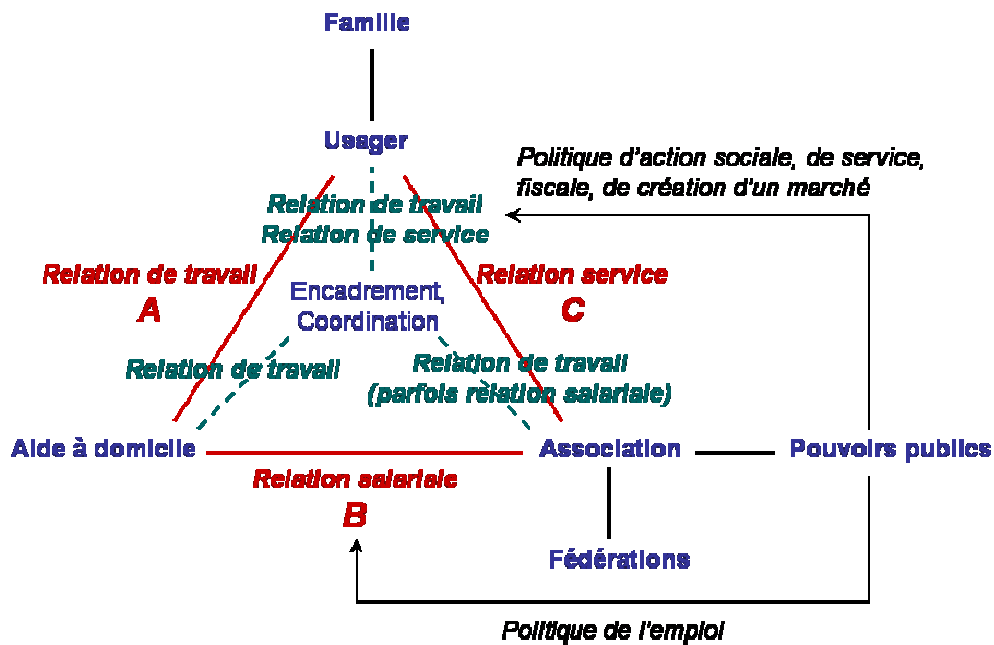 Famille
Usager
Politique d'action sociale, de service,
fiscale, de création d'un marché
Relation de travail
Relation de service
Relation de travail
A
Relation service
C
Encadrement,
Coordination
Relation de travail
Relation de travail
(parfois relation salariale)
Aide à domicile
Association
Pouvoirs publics
Relation salariale
B
Fédérations
Politique de l'emploi